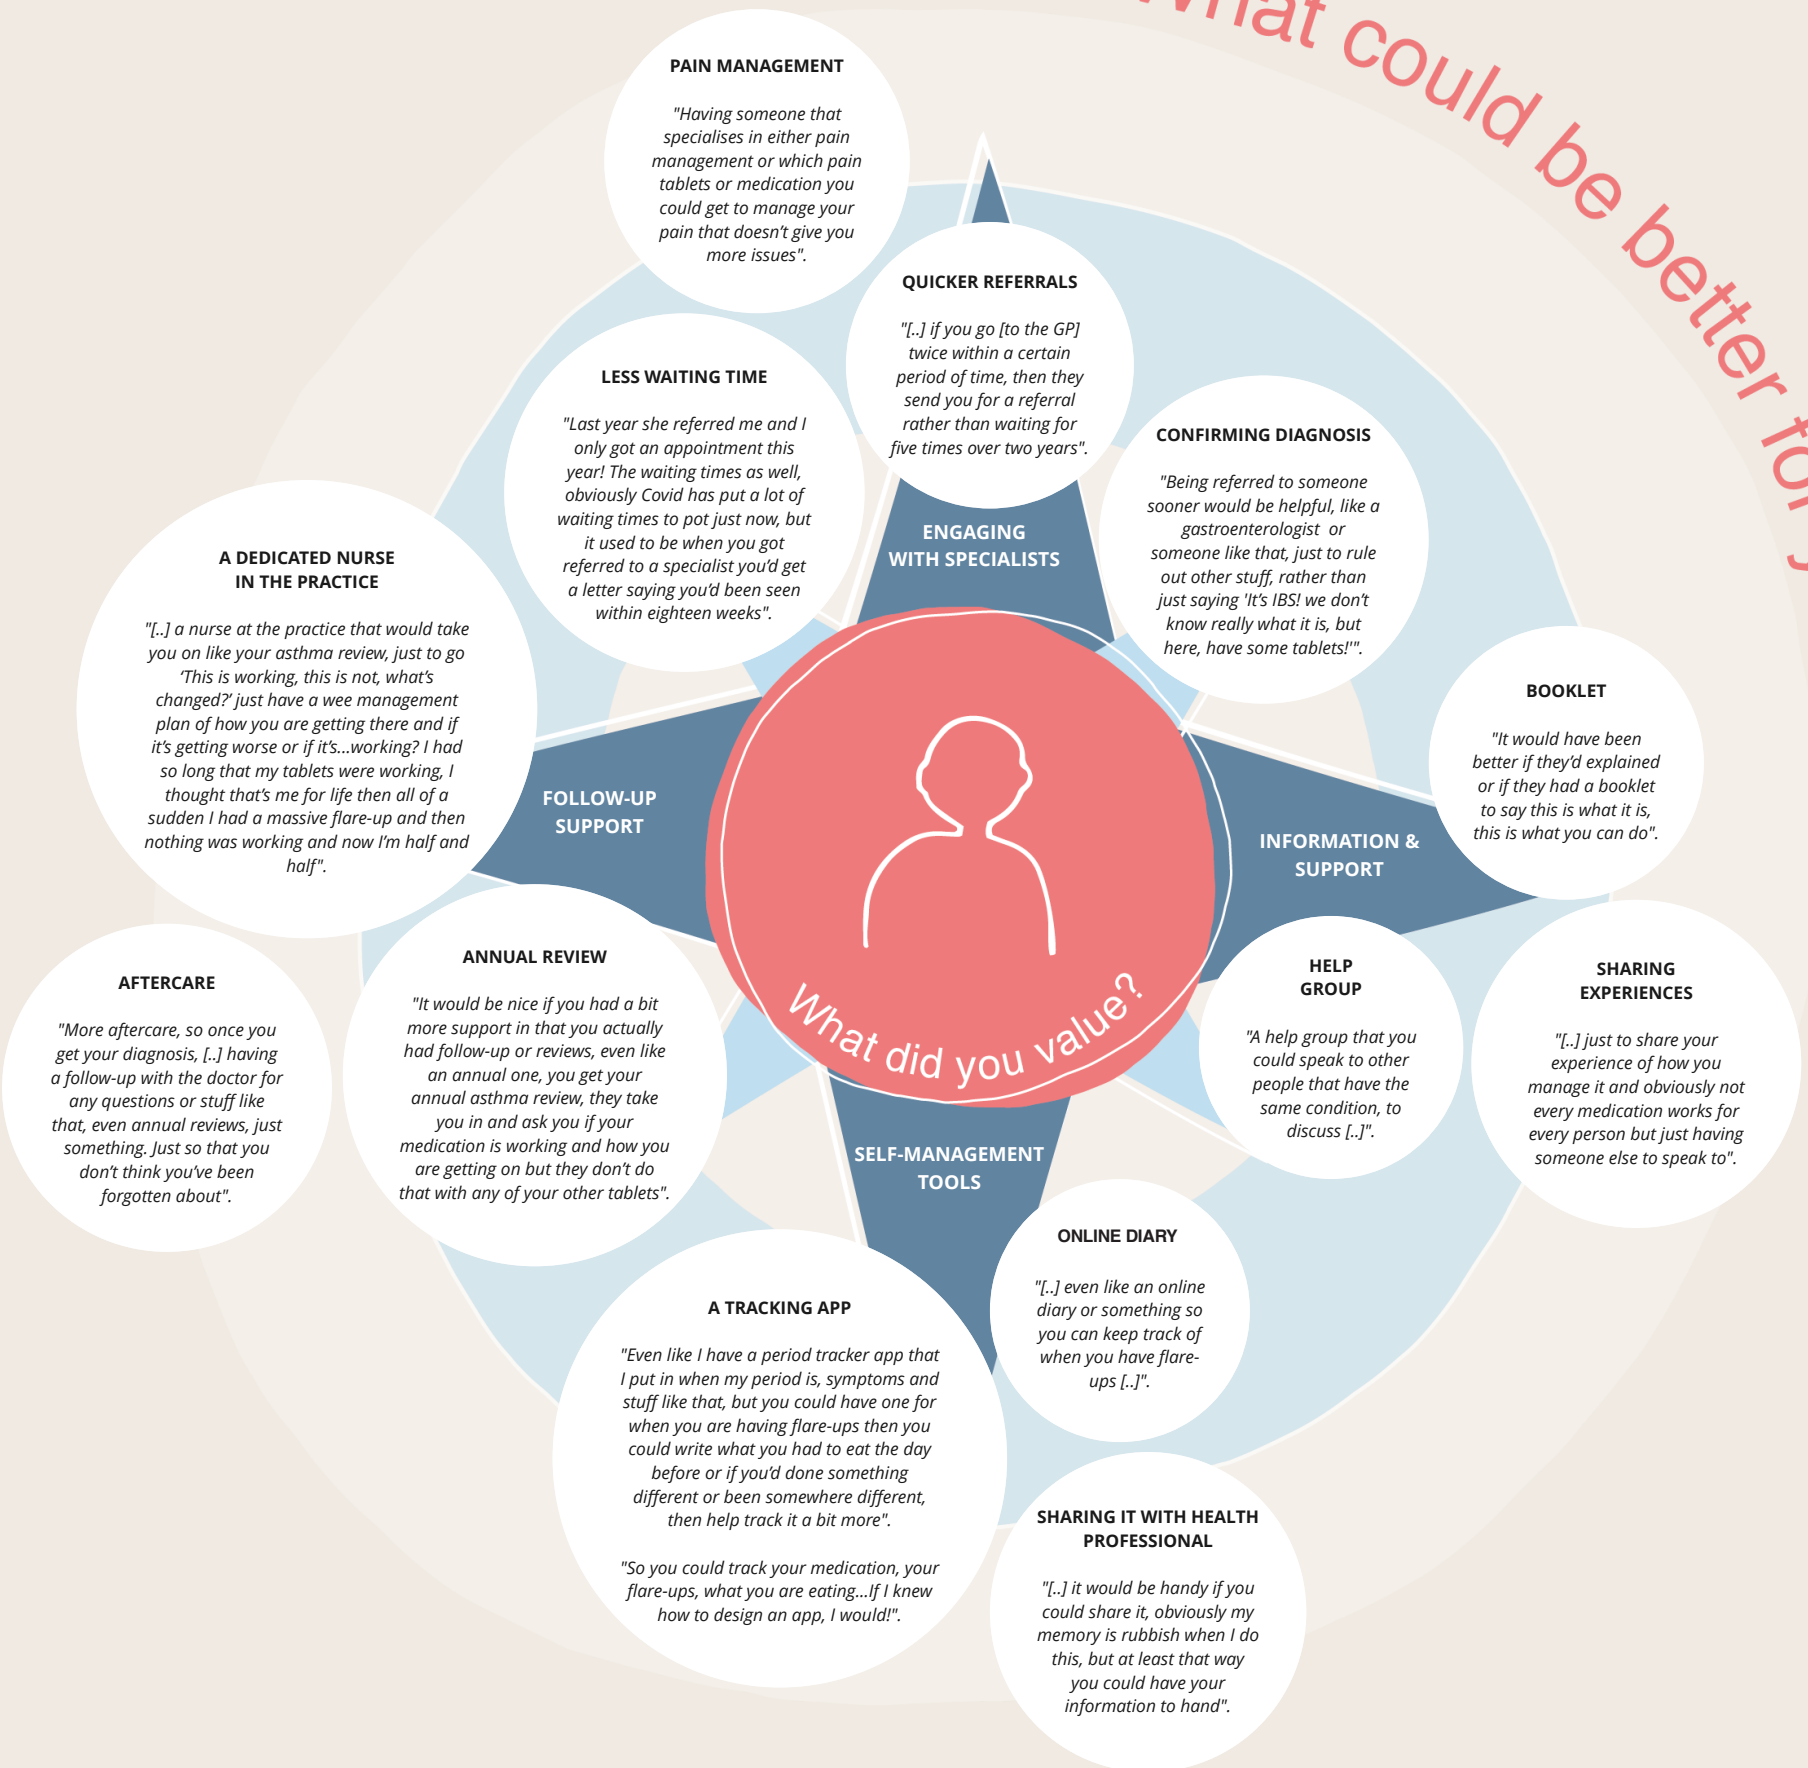 What could be better for
PAIN MANAGEMENT
"Having someone that
specialises in either pain
management or which pain
tablets or medication you
could get to manage your
pain that doesn't give you
more issues".
QUICKER REFERRALS
"[..] if you go [to the GP]
twice within a certain
period of time, then they
send you for a referral
rather than waiting for
five times over two years".
LESS WAITING TIME
"Last year she referred me and I
only got an appointment this
year! The waiting times as well,
obviously Covid has put a lot of
waiting times to pot just now, but
it used to be when you got
referred to a specialist you'd get
a letter saying you'd been seen
within eighteen weeks".
CONFIRMING DIAGNOSIS
"Being referred to someone
sooner would be helpful, like a
gastroenterologist or
someone like that, just to rule
out other stuff, rather than
just saying 'It's IBS! we don't
know really what it is, but
here, have some tablets!'".
ENGAGING
WITH SPECIALISTS
A DEDICATED NURSE
IN THE PRACTICE
"[..] a nurse at the practice that would take
you on like your asthma review, just to go
‘This is working, this is not, what's
changed?’ just have a wee management
plan of how you are getting there and if
it's getting worse or if it's...working? I had
so long that my tablets were working, I
thought that's me for life then all of a
sudden I had a massive flare-up and then
nothing was working and now I'm half and
half".
FOLLOW-UP
SUPPORT
BOOKLET
"It would have been
better if they'd explained
or if they had a booklet
to say this is what it is,
this is what you can do".
INFORMATION &
SUPPORT
AFTERCARE
"More aftercare, so once you
get your diagnosis, [..] having
a follow-up with the doctor for
any questions or stuff like
that, even annual reviews, just
something. Just so that you
don't think you've been
forgotten about".
ANNUAL REVIEW
"It would be nice if you had a bit
more support in that you actually
had follow-up or reviews, even like
an annual one, you get your
annual asthma review, they take
you in and ask you if your
medication is working and how you
are getting on but they don't do
that with any of your other tablets".
What did you value?
HELP
GROUP
"A help group that you
could speak to other
people that have the
same condition, to
discuss [..]".
SHARING
EXPERIENCES
"[..] just to share your
experience of how you
manage it and obviously not
every medication works for
every person but just having
someone else to speak to".
SELF-MANAGEMENT
TOOLS
ONLINE DIARY
"[..] even like an online
diary or something so
you can keep track of
when you have flare-
ups [..]".
A TRACKING APP
"Even like I have a period tracker app that
I put in when my period is, symptoms and
stuff like that, but you could have one for
when you are having flare-ups then you
could write what you had to eat the day
before or if you'd done something
different or been somewhere different,
then help track it a bit more".
"So you could track your medication, your
flare-ups, what you are eating...If I knew
how to design an app, I would!".
SHARING IT WITH HEALTH
PROFESSIONAL
"[..] it would be handy if you
could share it, obviously my
memory is rubbish when I do
this, but at least that way
you could have your
information to hand".